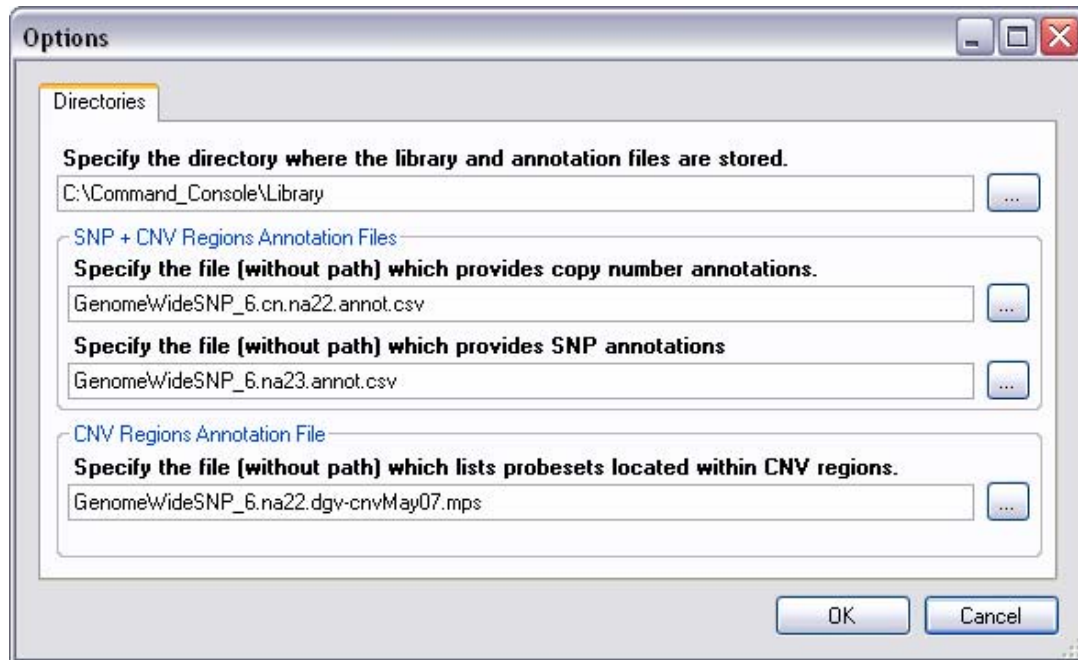 Options
Directories
Specify the directory where the library and annotation files are stored.
C:\Command_Console\Library
...
SNP + CNV Regions Annotation Files
Specify the file (without path) which provides copy number annotations.
GenomeWideSNP_6.cn.na22.annot.csv
...
Specify the file (without path) which provides SNP annotations
GenomeWideSNP_6.na23.annot.csv
...
CNV Regions Annotation File
Specify the file (without path) which lists probesets located within CNV regions.
GenomeWideSNP_6.na22.dgv-cnvMay07.mps
...
OK Cancel